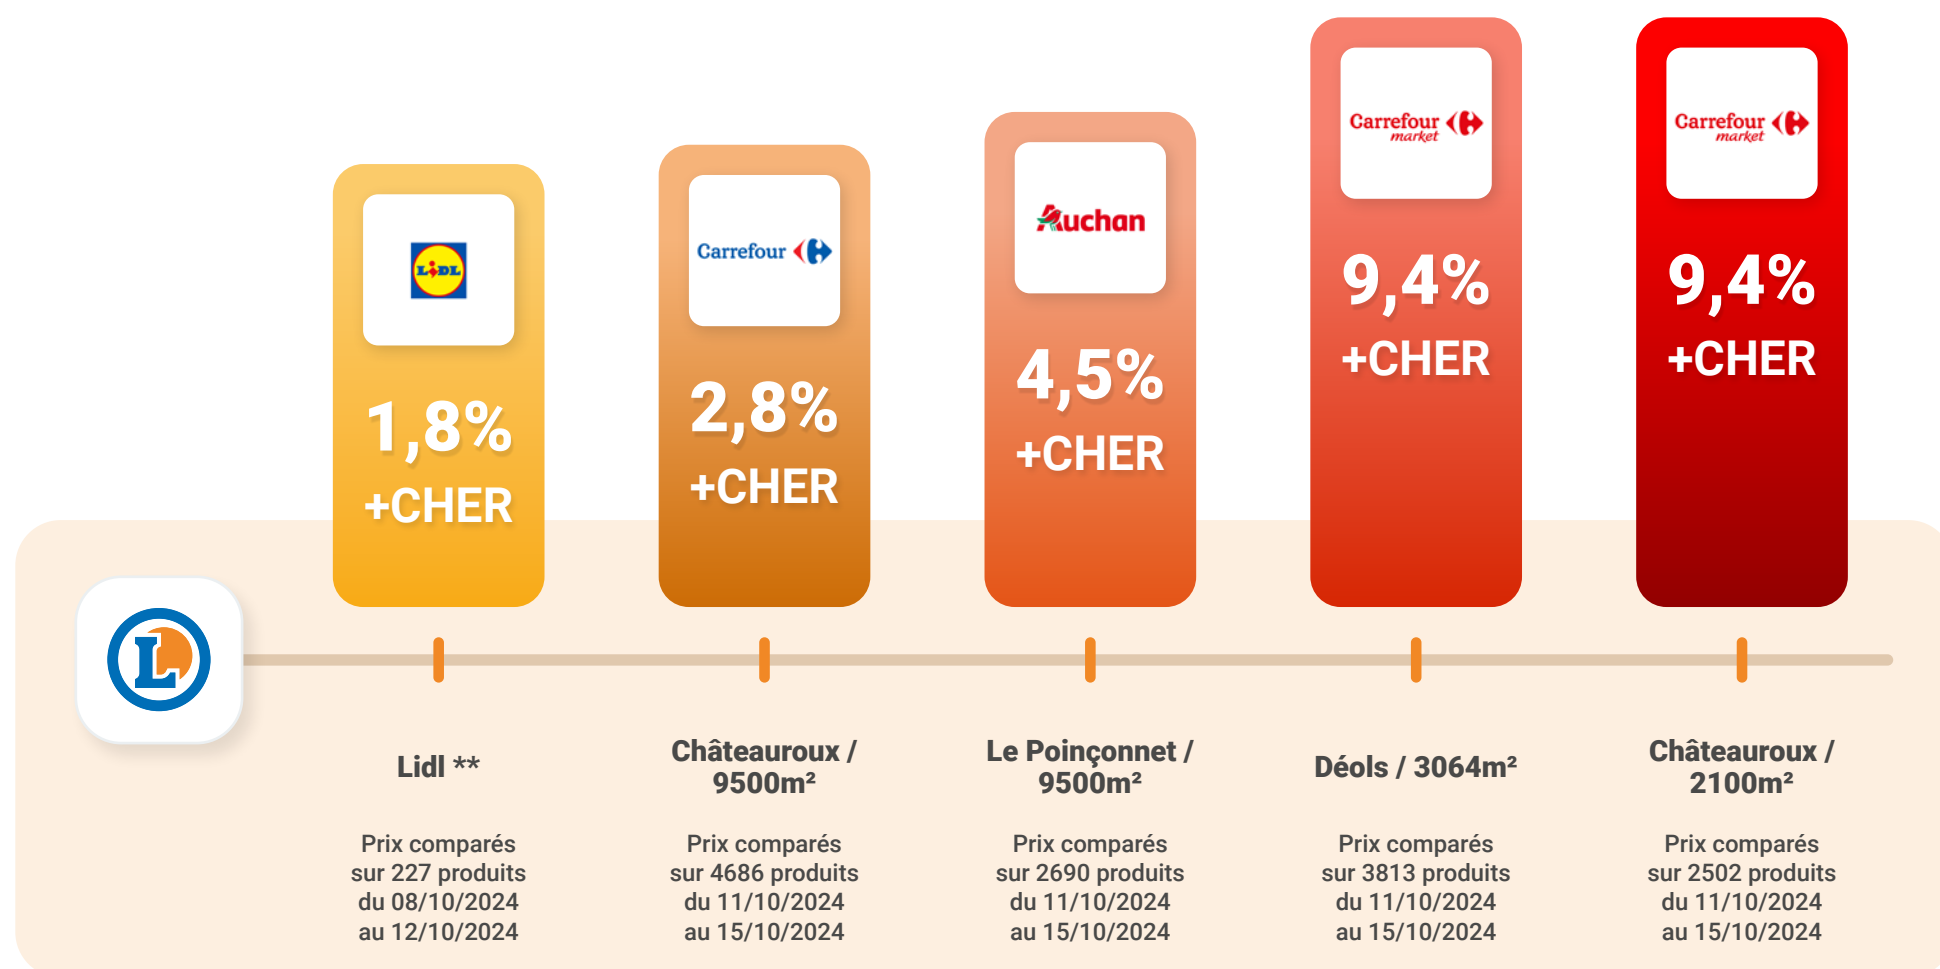 LIDL
1,8%
+CHER
Carrefour
2,8%
+CHER
Auchan
4,5%
+CHER
Carrefour
market
9,4%
+CHER
Carrefour
market
9,4%
+CHER
L
Lidl **
Prix comparés
sur 227 produits
du 08/10/2024
au 12/10/2024
Châteauroux /
9500m²
Prix comparés
sur 4686 produits
du 11/10/2024
au 15/10/2024
Le Poinçonnet /
9500m²
Prix comparés
sur 2690 produits
du 11/10/2024
au 15/10/2024
Déols / 3064m²
Prix comparés
sur 3813 produits
du 11/10/2024
au 15/10/2024
Châteauroux /
2100m²
Prix comparés
sur 2502 produits
du 11/10/2024
au 15/10/2024